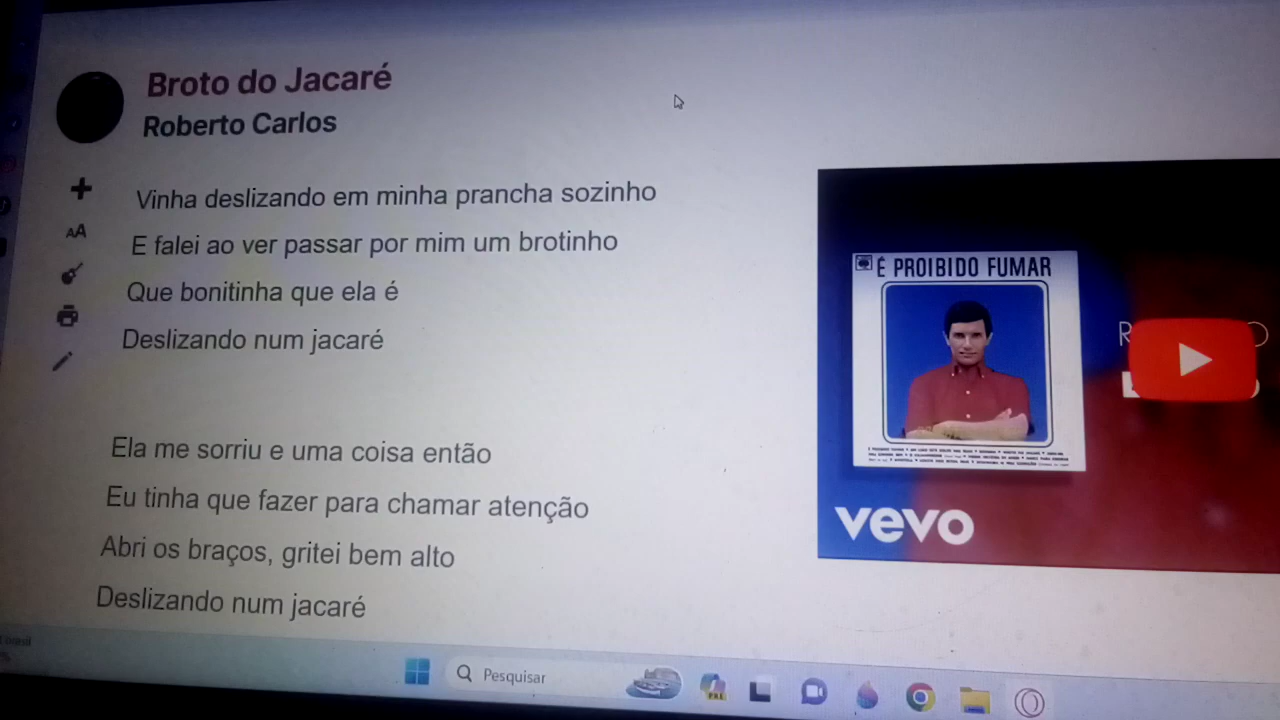 Broto do Jacaré
Roberto Carlos
AA
Vinha deslizando em minha prancha sozinho
E falei ao ver passar por mim um brotinho
Que bonitinha que ela é
Deslizando num jacaré
Ela me sorriu e uma coisa então
Eu tinha que fazer para chamar atenção
Abri os braços, gritei bem alto
Deslizando num jacaré
É PROIBIDO FUMAR
vevo
Pesquisar
PRE